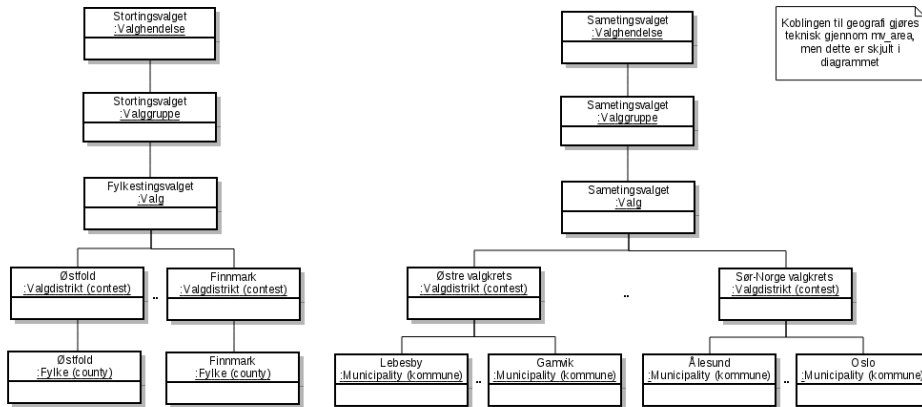 Stortingsvalget
:Valghendelse
Stortingsvalget
:Valggruppe
Fylkestingsvalget
:Valg
Østfold
:Valgdistrikt (contest)
..
Finnmark
:Valgdistrikt (contest)
Østfold
:Fylke (county)
Finnmark
:Fylke (county)
Sametingsvalget
:Valghendelse
Sametingsvalget
:Valggruppe
Sametingsvalget
:Valg
Østre valgkrets
:Valgdistrikt (contest)
..
Sør-Norge valgkrets
:Valgdistrikt (contest)
Lebesby
:Municipality (kommune)
..
Gamvik
:Municipality (kommune)
Ålesund
:Municipality (kommune)
..
Oslo
:Municipality (kommune)
Koblingen til geografi gjøres
teknisk gjennom mv_area,
men dette er skjult i
diagrammet